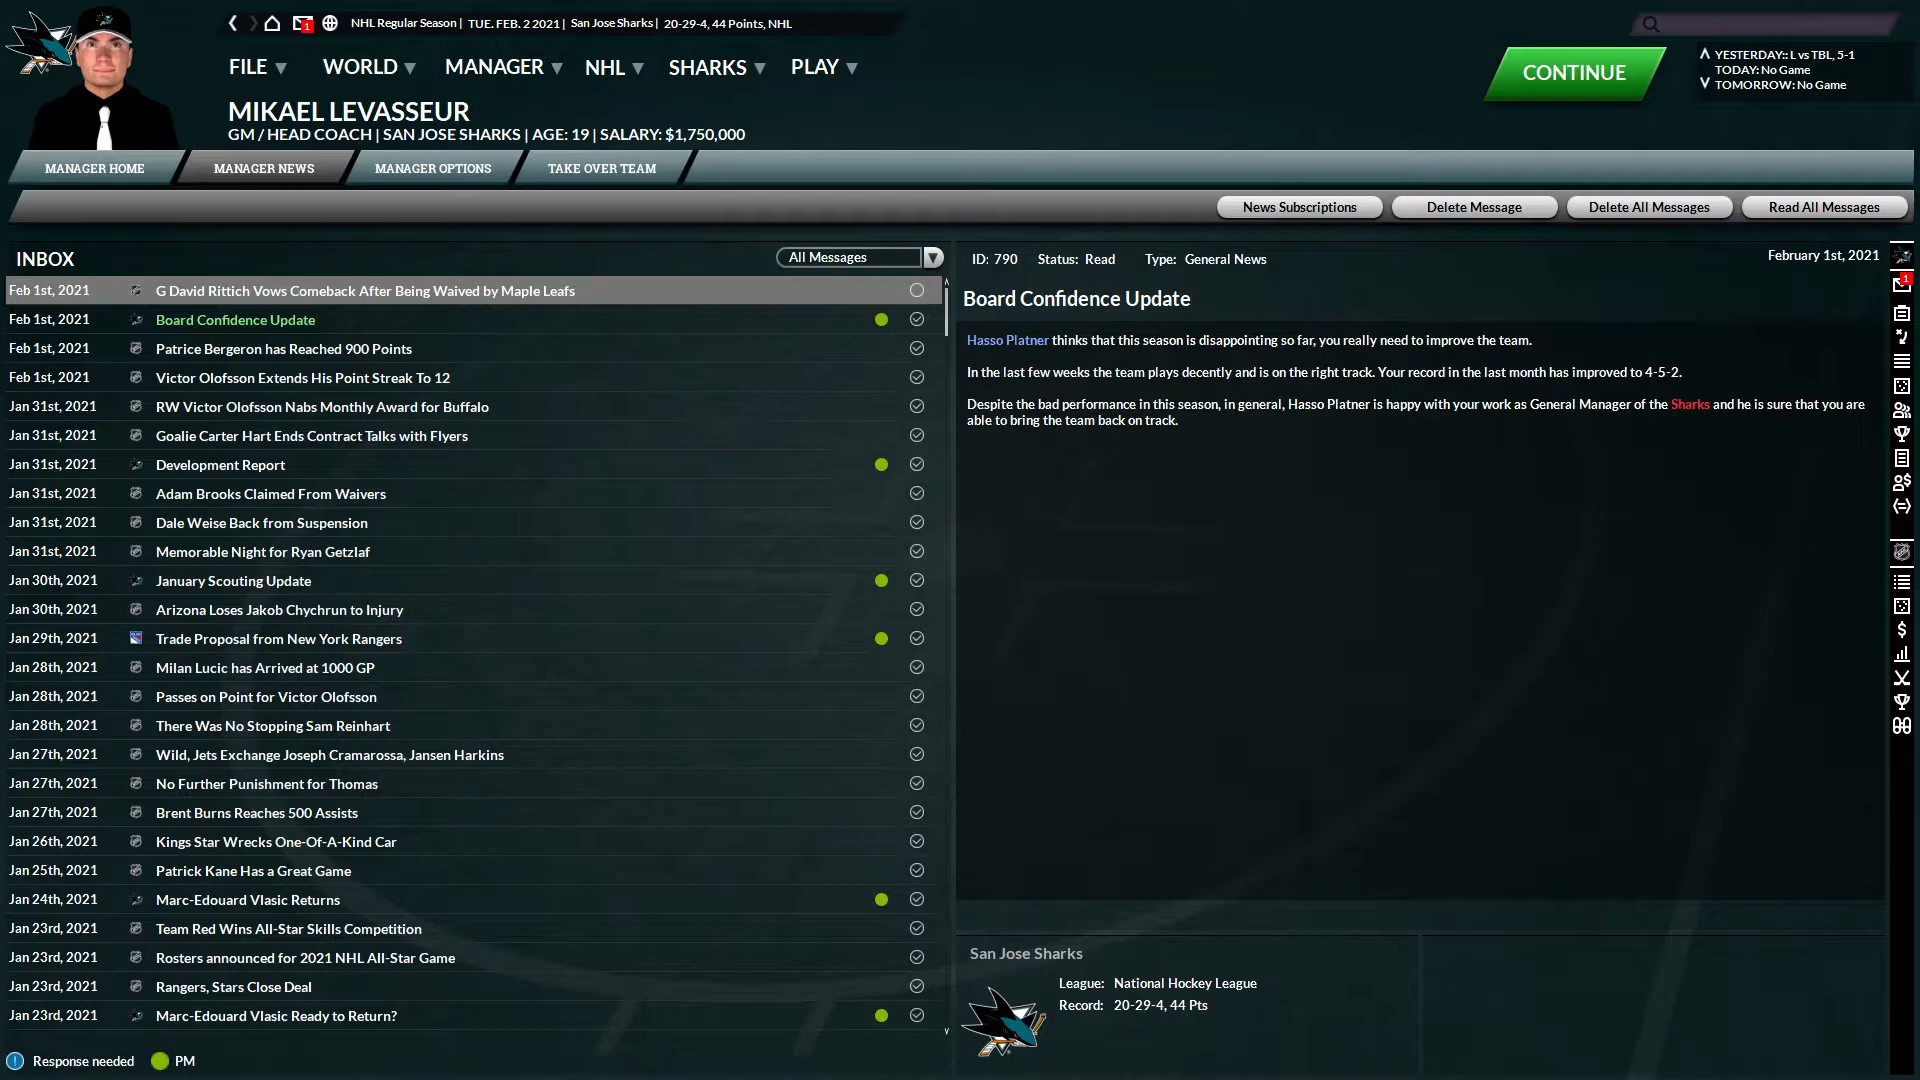 1
NHL Regular Season | TUE. FEB. 2 2021 | San Jose Sharks | 20-29-4, 44 Points, NHL
FILE WORLD MANAGER NHL SHARKS PLAY
CONTINUE
YESTERDAY:: L vs TBL, 5-1
TODAY: No Game
TOMORROW: No Game
MIKAEL LEVASSEUR
GM / HEAD COACH | SAN JOSE SHARKS | AGE: 19 | SALARY: $1,750,000
MANAGER HOME MANAGER NEWS MANAGER OPTIONS TAKE OVER TEAM
News Subscriptions Delete Message Delete All Messages Read All Messages
INBOX All Messages
Feb 1st, 2021 G David Rittich Vows Comeback After Being Waived by Maple Leafs
Feb 1st, 2021 Board Confidence Update
Feb 1st, 2021 Patrice Bergeron has Reached 900 Points
Feb 1st, 2021 Victor Olofsson Extends His Point Streak To 12
Jan 31st, 2021 RW Victor Olofsson Nabs Monthly Award for Buffalo
Jan 31st, 2021 Goalie Carter Hart Ends Contract Talks with Flyers
Jan 31st, 2021 Development Report
Jan 31st, 2021 Adam Brooks Claimed From Waivers
Jan 31st, 2021 Dale Weise Back from Suspension
Jan 31st, 2021 Memorable Night for Ryan Getzlaf
Jan 30th, 2021 January Scouting Update
Jan 30th, 2021 Arizona Loses Jakob Chychrun to Injury
Jan 29th, 2021 Trade Proposal from New York Rangers
Jan 28th, 2021 Milan Lucic has Arrived at 1000 GP
Jan 28th, 2021 Passes on Point for Victor Olofsson
Jan 28th, 2021 There Was No Stopping Sam Reinhart
Jan 27th, 2021 Wild, Jets Exchange Joseph Cramarossa, Jansen Harkins
Jan 27th, 2021 No Further Punishment for Thomas
Jan 27th, 2021 Brent Burns Reaches 500 Assists
Jan 26th, 2021 Kings Star Wrecks One-Of-A-Kind Car
Jan 25th, 2021 Patrick Kane Has a Great Game
Jan 24th, 2021 Marc-Edouard Vlasic Returns
Jan 23rd, 2021 Team Red Wins All-Star Skills Competition
Jan 23rd, 2021 Rosters announced for 2021 NHL All-Star Game
Jan 23rd, 2021 Rangers, Stars Close Deal
Jan 23rd, 2021 Marc-Edouard Vlasic Ready to Return?
Response needed PM
ID: 790 Status: Read Type: General News February 1st, 2021
1
Board Confidence Update
Hasso Platner thinks that this season is disappointing so far, you really need to improve the team.
In the last few weeks the team plays decently and is on the right track. Your record in the last month has improved to 4-5-2.
Despite the bad performance in this season, in general, Hasso Platner is happy with your work as General Manager of the Sharks and he is sure that you are
able to bring the team back on track.
San Jose Sharks
League: National Hockey League
Record: 20-29-4, 44 Pts